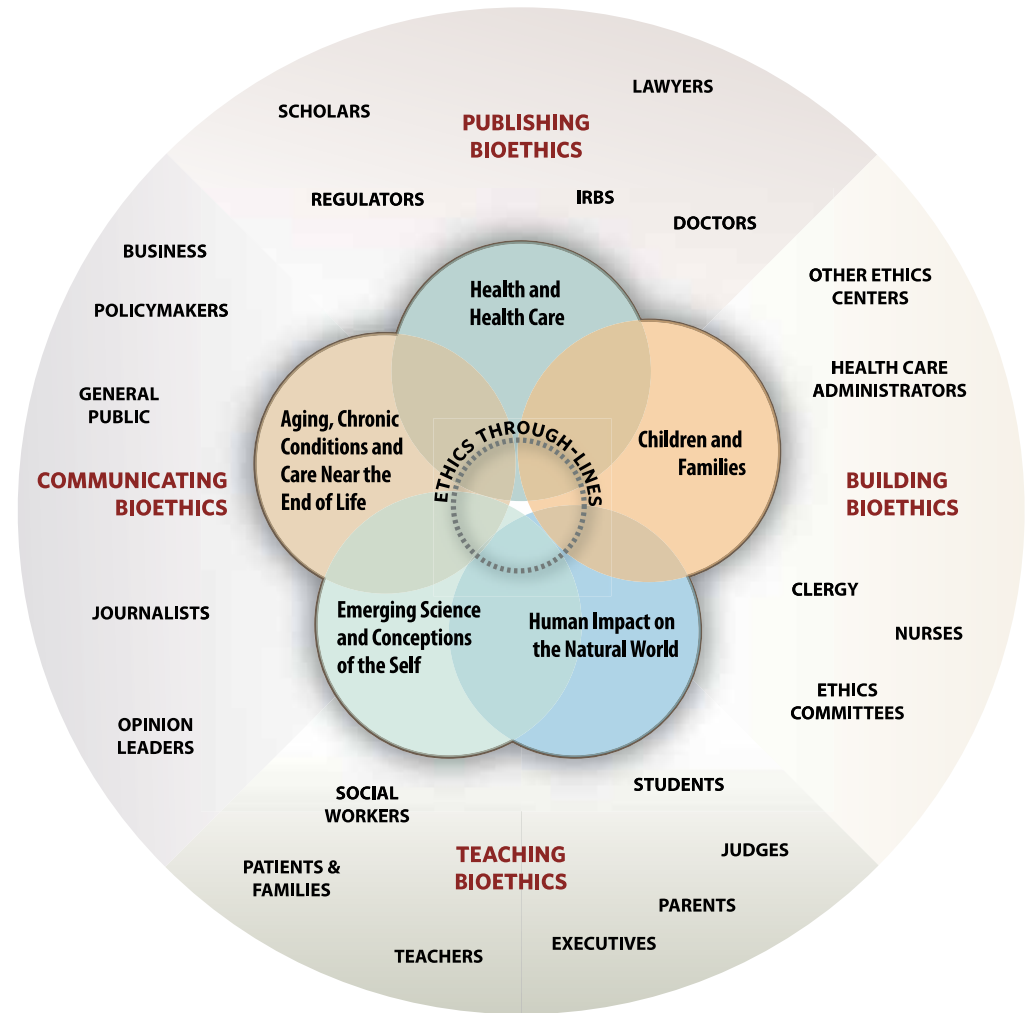 LAWYERS
SCHOLARS
PUBLISHING
BIOETHICS
REGULATORS
IRBS
DOCTORS
BUSINESS
POLICYMAKERS
GENERAL
PUBLIC
COMMUNICATING
BIOETHICS
JOURNALISTS
OPINION
LEADERS
OTHER ETHICS
CENTERS
HEALTH CARE
ADMINISTRATORS
BUILDING
BIOETHICS
CLERGY
NURSES
ETHICS
COMMITTEES
Health and
Health Care
Aging, Chronic
Conditions and
Care Near the
End of Life
ETHICS THROUGH-LINES
Children and
Families
Emerging Science
and Conceptions
of the Self
Human Impact on
the Natural World
SOCIAL
WORKERS
STUDENTS
PATIENTS &
FAMILIES
TEACHING
BIOETHICS
JUDGES
PARENTS
EXECUTIVES
TEACHERS